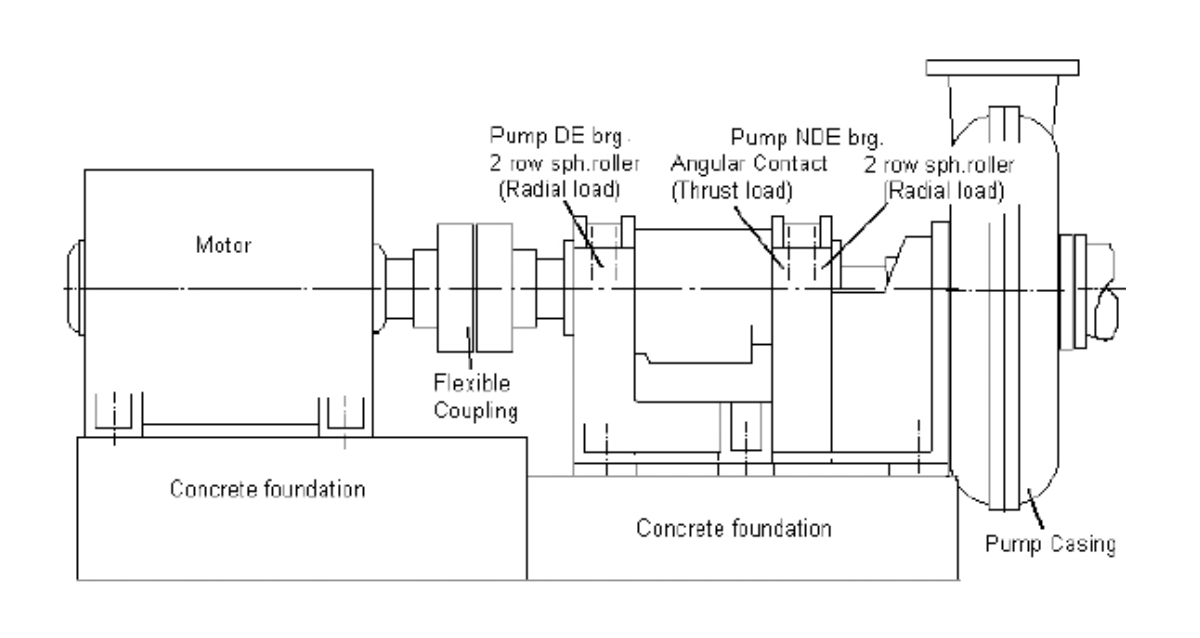 Pump DE brg.
2 row sph.roller
(Radial load)
Pump NDE brg.
Angular Contact
(Thrust load)
2 row sph.roller
(Radial load)
Motor
Flexible
Coupling
Concrete foundation
Concrete foundation
Pump Casing